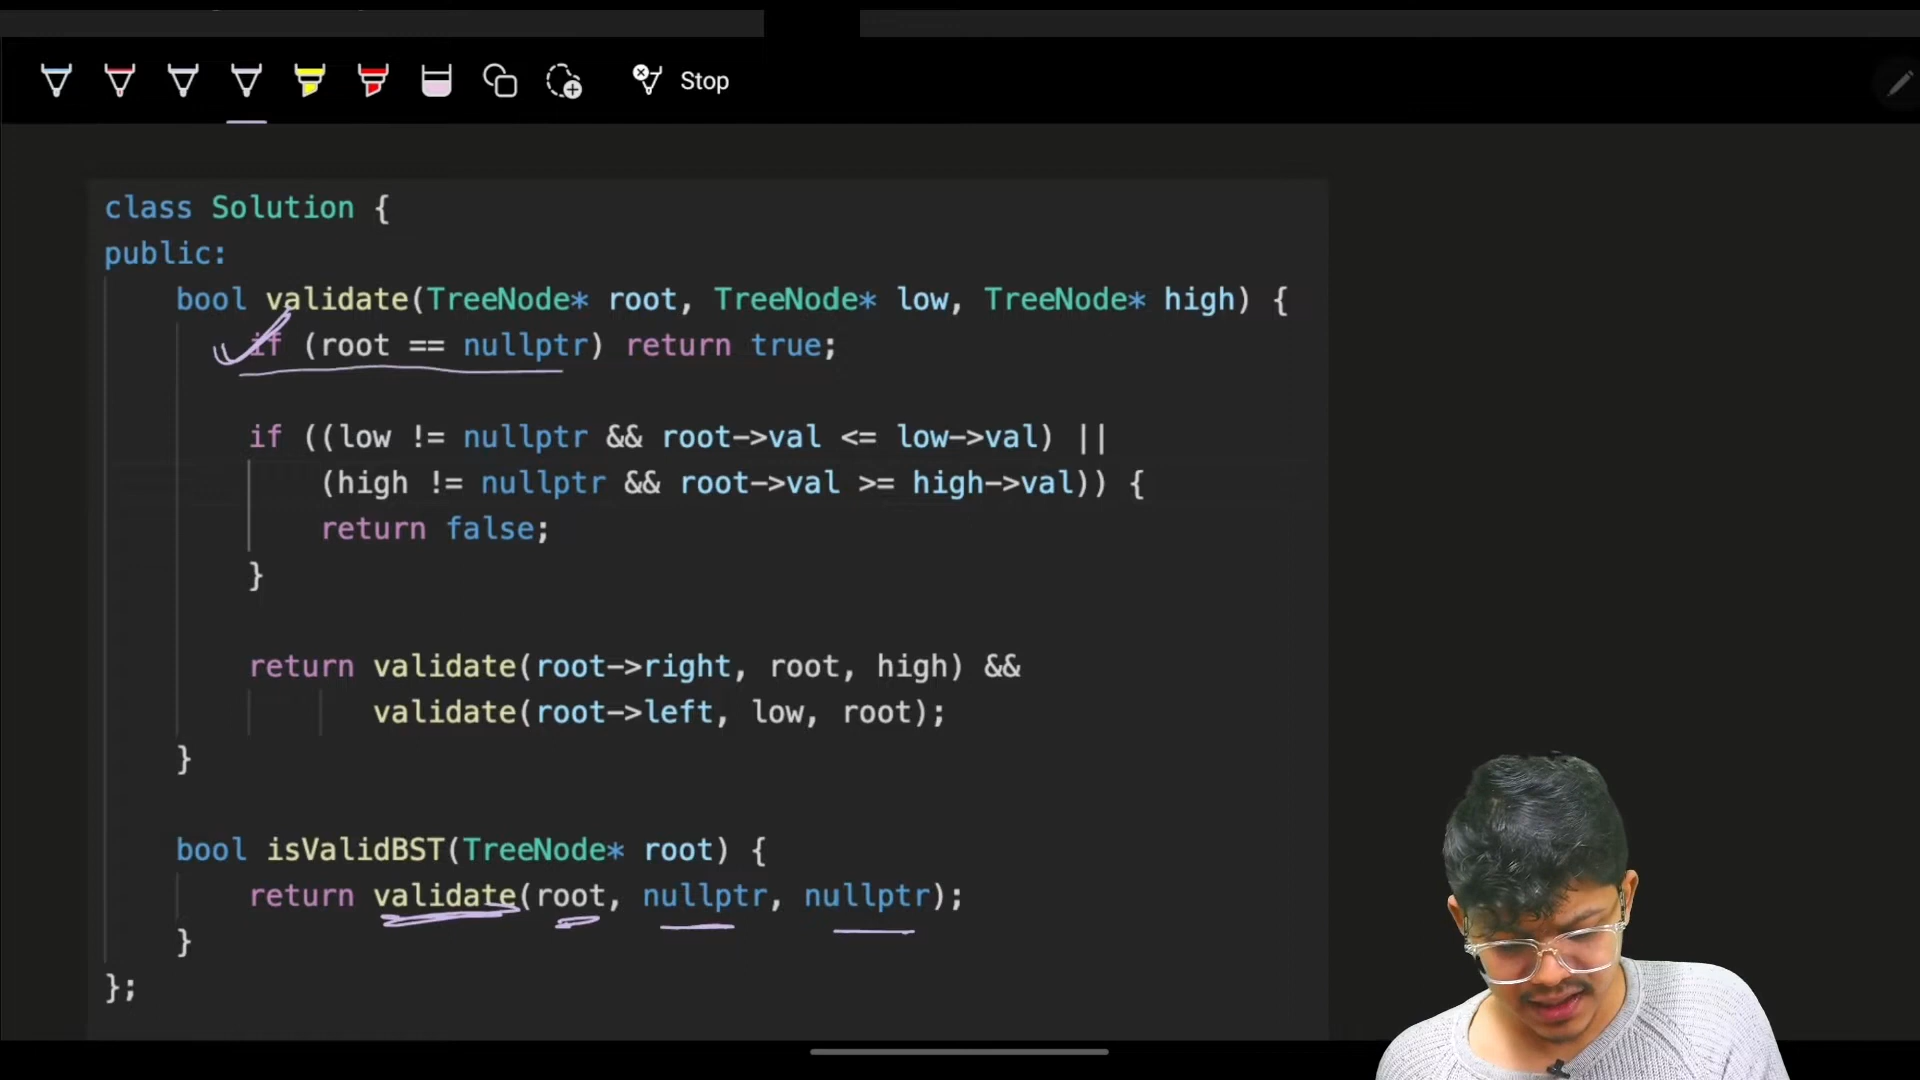 Stop
class Solution {
public:
bool validate(TreeNode* root, TreeNode* low, TreeNode* high) {
if (root == nullptr) return true;
if ((low != nullptr && root->val <= low->val) ||
(high != nullptr && root->val >= high->val)) {
return false;
}
return validate(root->right, root, high) &&
validate(root->left, low, root);
}
bool isValidBST(TreeNode* root) {
return validate(root, nullptr, nullptr);
}
};